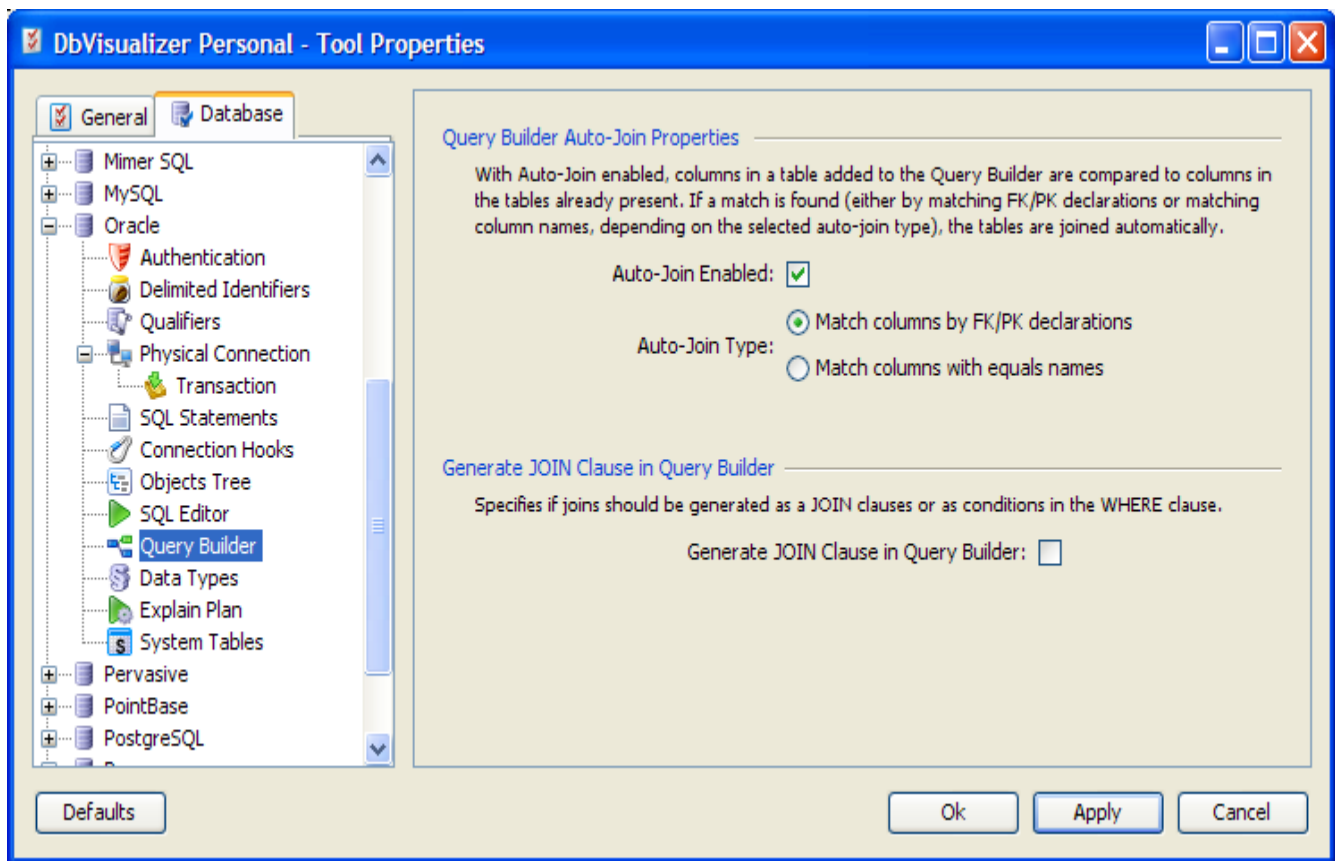 DbVisualizer Personal - Tool Properties
General
Database
Mimer SQL
MySQL
Oracle
Authentication
Delimited Identifiers
Qualifiers
Physical Connection
Transaction
SQL Statements
Connection Hooks
Objects Tree
SQL Editor
Query Builder
Data Types
Explain Plan
System Tables
Pervasive
PointBase
PostgreSQL
Query Builder Auto-Join Properties
With Auto-Join enabled, columns in a table added to the Query Builder are compared to columns in
the tables already present. If a match is found (either by matching FK/PK declarations or matching
column names, depending on the selected auto-join type), the tables are joined automatically.
Auto-Join Enabled:
Auto-Join Type:
Match columns by FK/PK declarations
Match columns with equals names
Generate JOIN Clause in Query Builder
Specifies if joins should be generated as a JOIN clauses or as conditions in the WHERE clause.
Generate JOIN Clause in Query Builder:
Defaults
Ok
Apply
Cancel